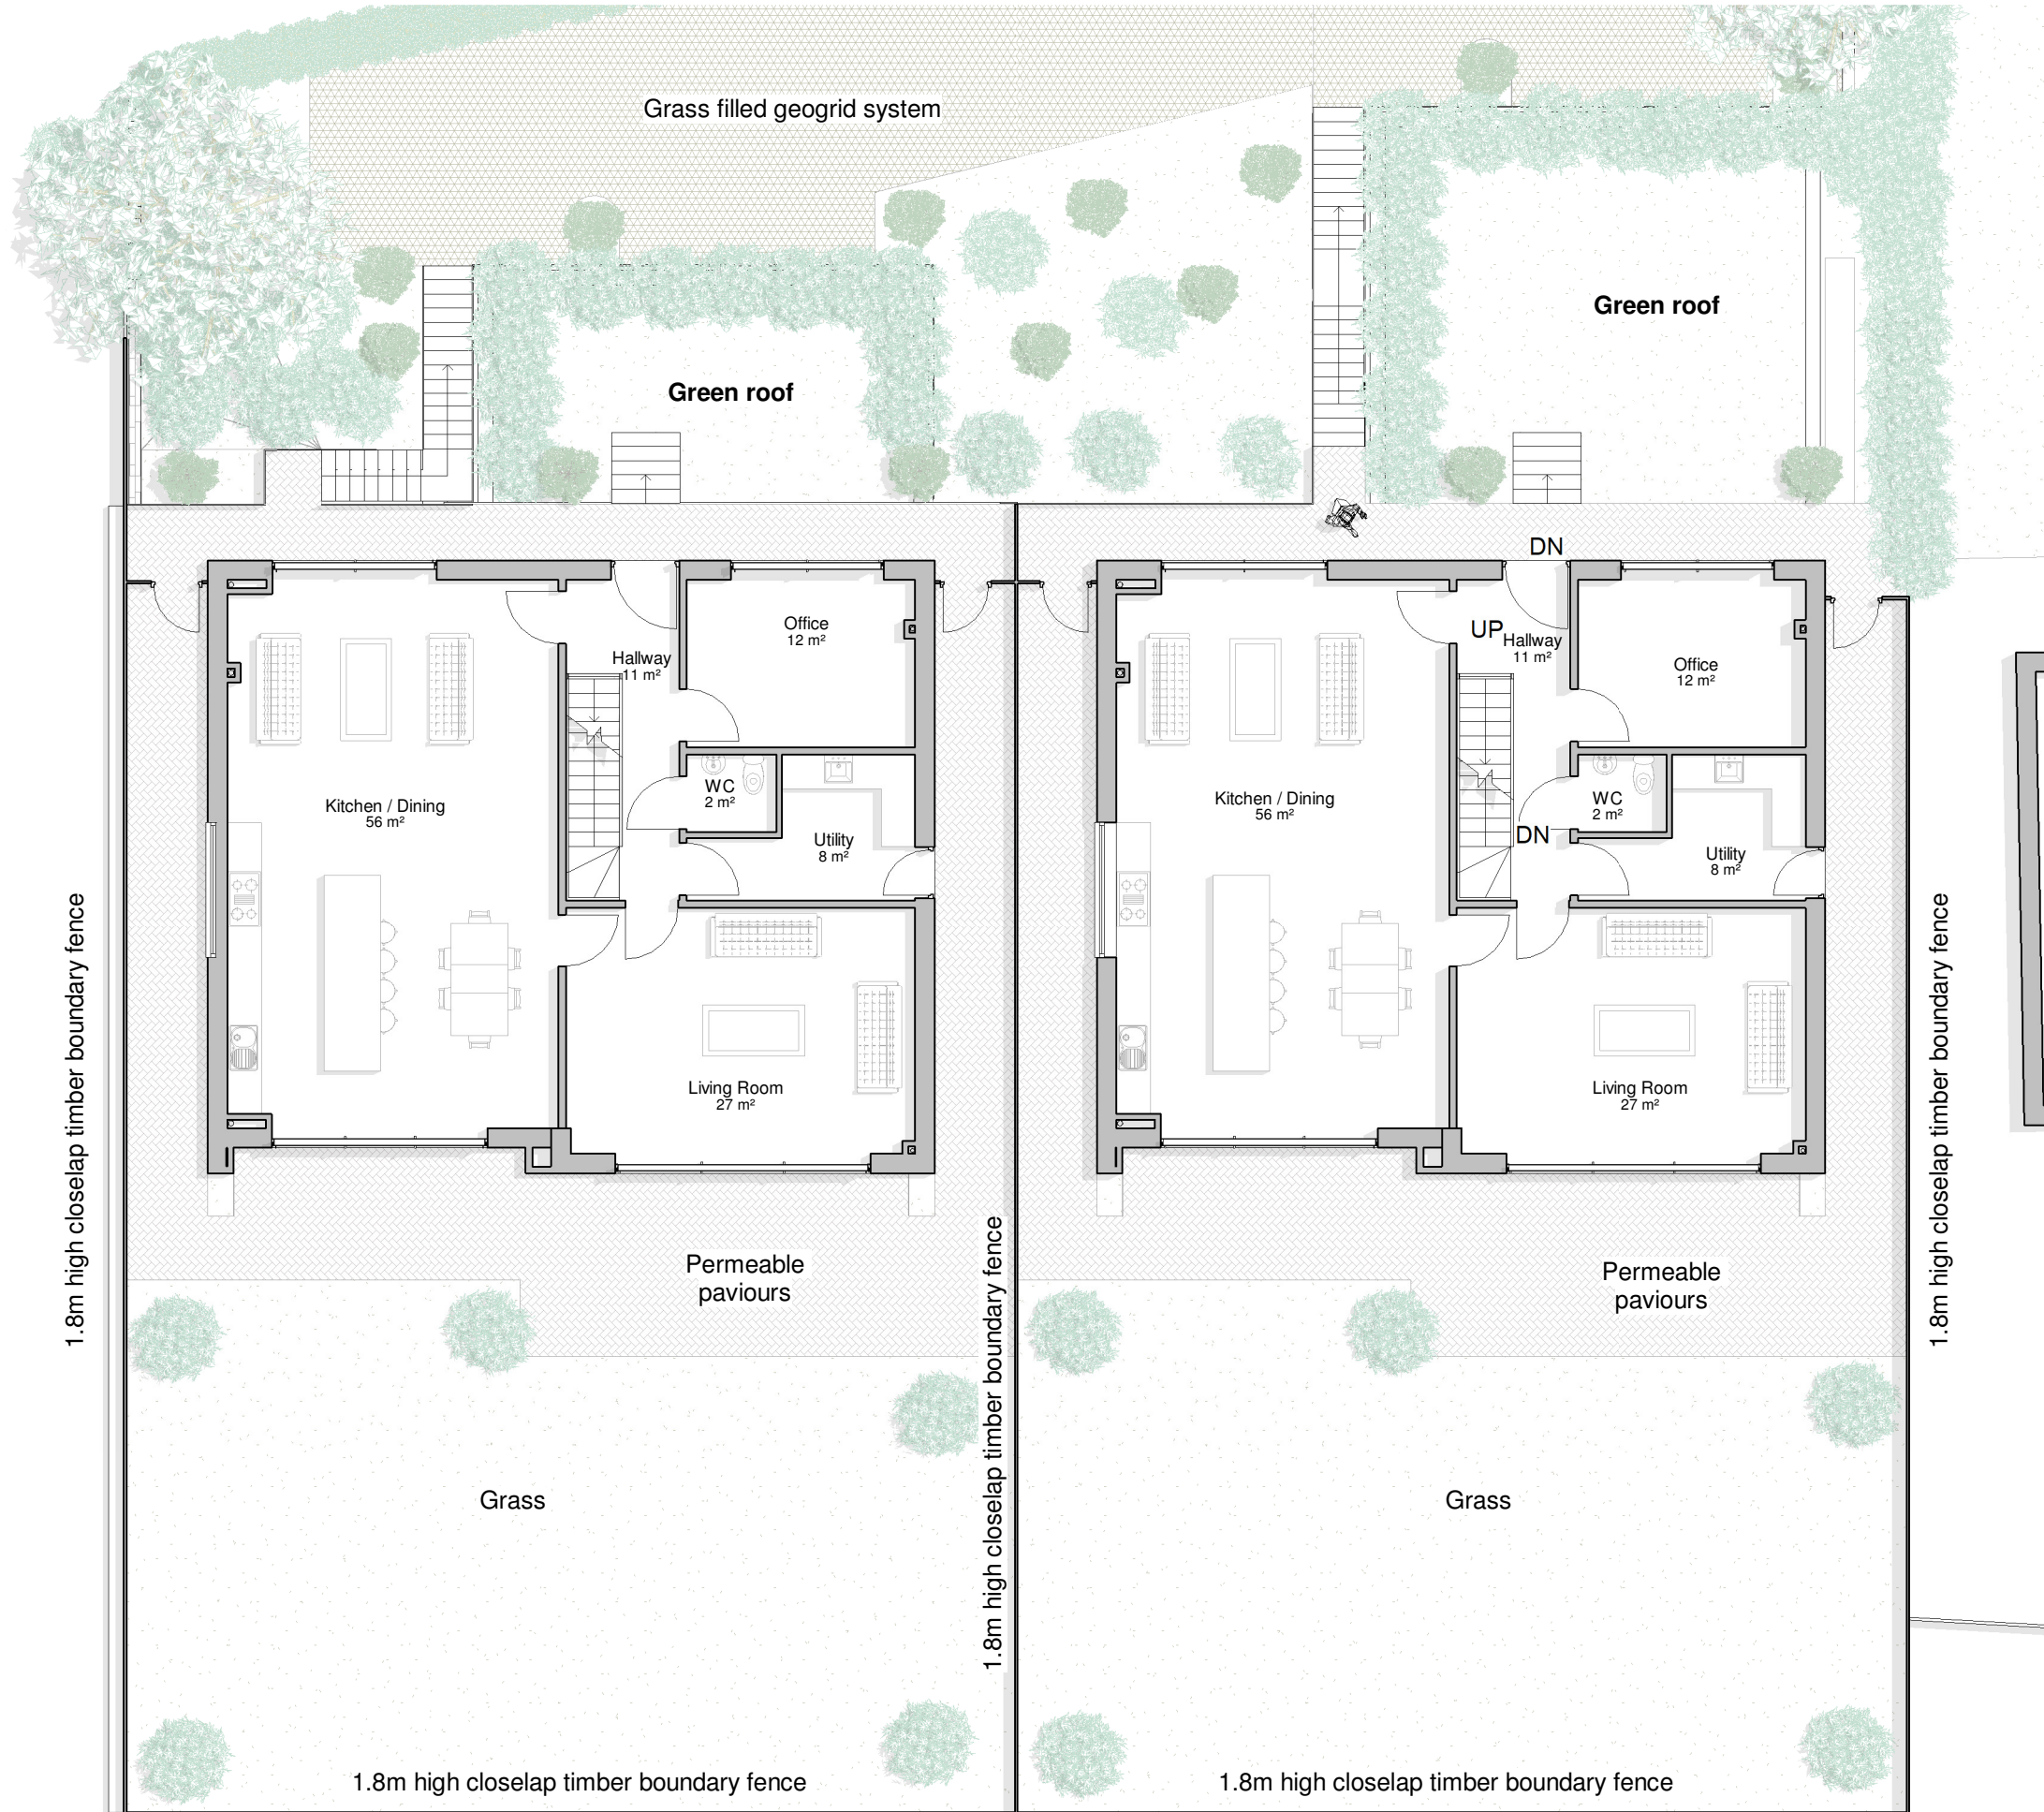 Grass filled geogrid system
Green roof
Green roof
DN
Office
12 m²
Hallway
11 m²
UP
Hallway
11 m²
Office
12 m²
Kitchen / Dining
56 m²
WC
2 m²
Utility
8 m²
Kitchen / Dining
56 m²
WC
2 m²
DN
Utility
8 m²
Living Room
27 m²
Living Room
27 m²
1.8m high closelap timber boundary fence
1.8m high closelap timber boundary fence
1.8m high closelap timber boundary fence
Permeable
paviours
Permeable
paviours
Grass
Grass
1.8m high closelap timber boundary fence
1.8m high closelap timber boundary fence